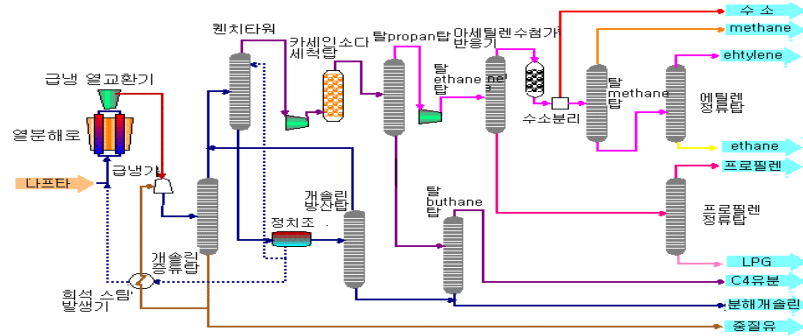 수 소
methane
ehtylene
ethane
프로필렌
LPG
C4유분
분해개솔린
중질유
켄치타워
카세인소다
세척탑
탈propan탑
아세틸렌수첨가
반응기
탈
ethane
탑
수소분리
탈
methane
탑
에틸렌
정류탑
프로필렌
정류탑
급냉 열교환기
열분해로
나프타
급냉기
개솔린
증류탑
정치조
개솔린
방산탑
탈
buthane
탑
희석 스팀
발생기